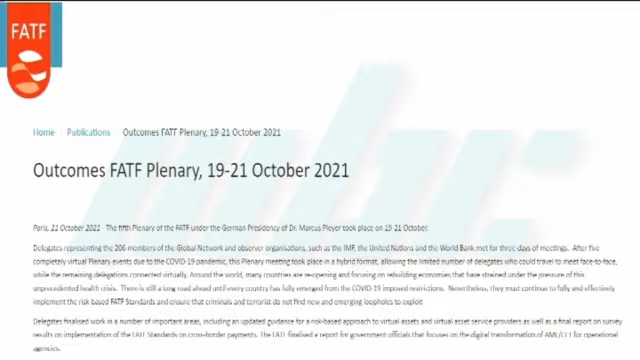 FATF
Home Publications Outcomes FATF Plenary, 19-21 October 2021
Outcomes FATF Plenary, 19-21 October 2021
Paris, 21 October 2021 - The fifth Plenary of the FATF under the German Presidency of Dr. Marcus Pleyer took place on 19-21 October.
Delegates representing the 206 members of the Global Network and observer organisations, such as the IMF, the United Nations and the World Bank met for three days of meetings. After five
completely virtual Plenary events due to the COVID-19 pandemic, this Plenary meeting took place in a hybrid format, allowing the limited number of delegates who could travel to meet face-to-face,
while the remaining delegations connected virtually. Around the world, many countries are re-opening and focusing on rebuilding economies that have strained under the pressure of this
unprecedented health crisis. There is still a long road ahead until every country has fully emerged from the COVID-19 imposed restrictions. Nevertheless, they must continue to fully and effectively
implement the risk based FATF Standards and ensure that criminals and terrorist do not find new and emerging loopholes to exploit
Delegates finalised work in a number of important areas, including an updated guidance for a risk-based approach to virtual assets and virtual asset service providers as well as a final report on survey
results on implementation of the FATF Standards on cross-border payments. The FATF finalised a report for government officials that focuses on the digital transformation of AML/CFT for operational
agencies.